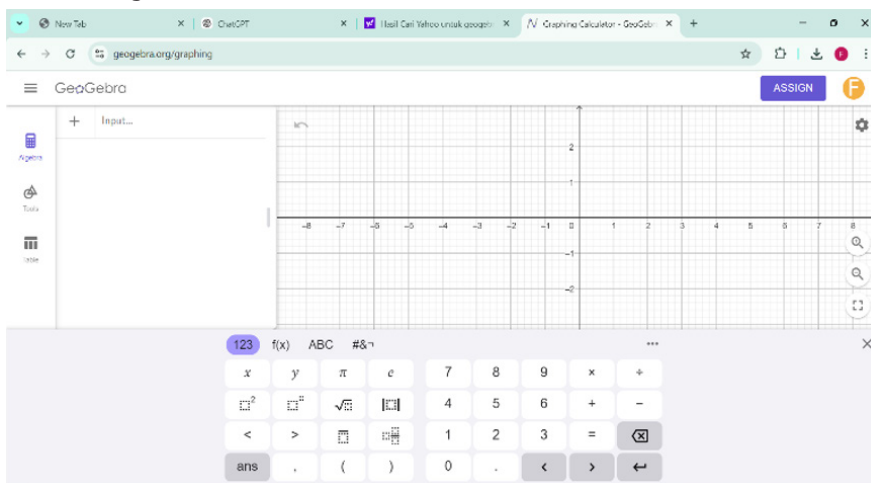 New Tab × ChatGPT × Hasil Cari Yahoo untuk geogebr × Graphing Calculator - GeoGebr × +
geogebra.org/graphing
GeoGebra ASSIGN F
+ Input...
Algebra
Tools
Table
2
1
-8 -7 -6 -5 -4 -3 -2 -1 0 1 2 3 4 5 6 7 8
-1
-2
123 f(x) ABC #&¬ ...
x y π e 7 8 9 × ÷
□² □^□ √□ |□| 4 5 6 + −
< > 1 2 3 =
ans , ( ) 0 . < >